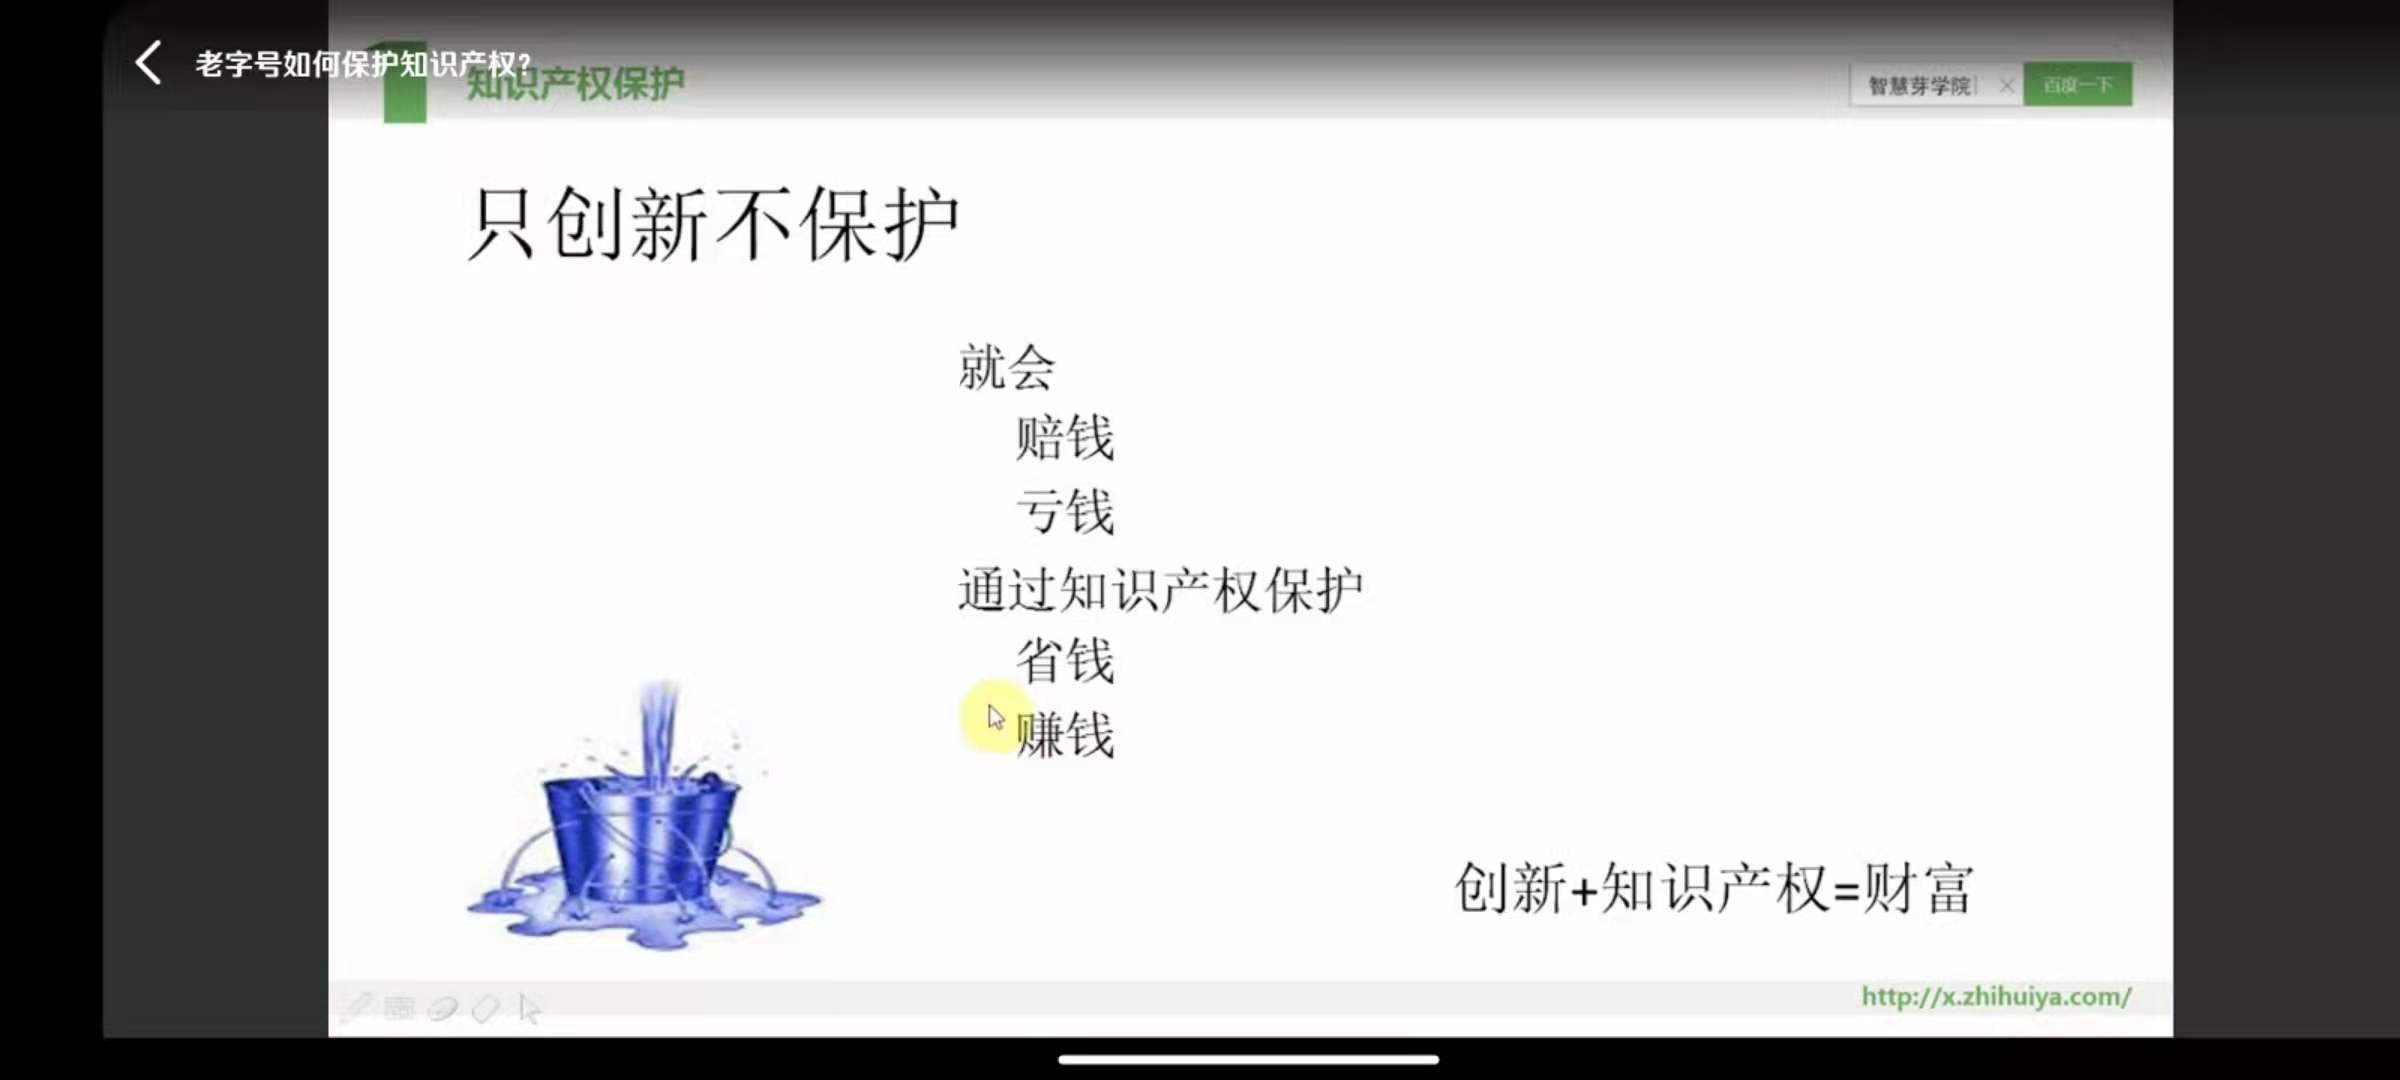 老字号如何保护知识产权?
知识产权保护
智慧芽学院
百度一下
只创新不保护
就会
赔钱
亏钱
通过知识产权保护
省钱
赚钱
创新+知识产权=财富
http://x.zhihuiya.com/